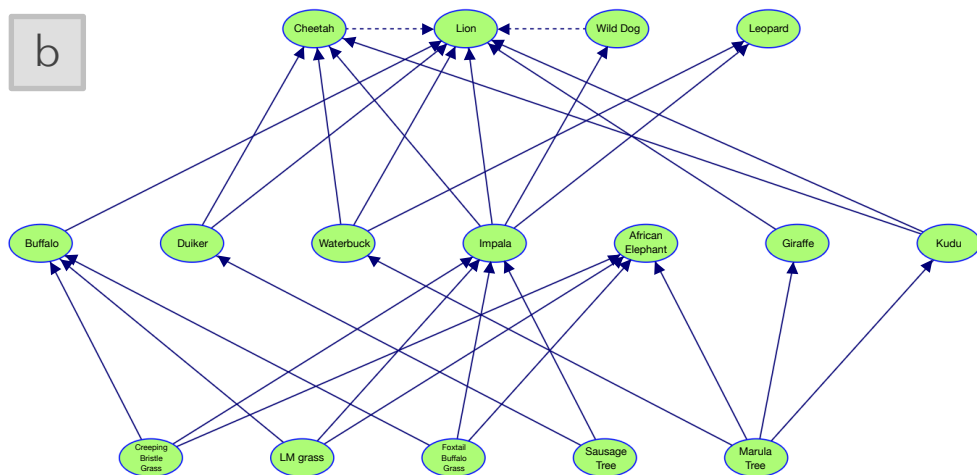 b
Cheetah
Lion
Wild Dog
Leopard
Buffalo
Duiker
Waterbuck
Impala
African
Elephant
Giraffe
Kudu
Creeping
Bristle
Grass
LM grass
Foxtail
Buffalo
Grass
Sausage
Tree
Marula
Tree